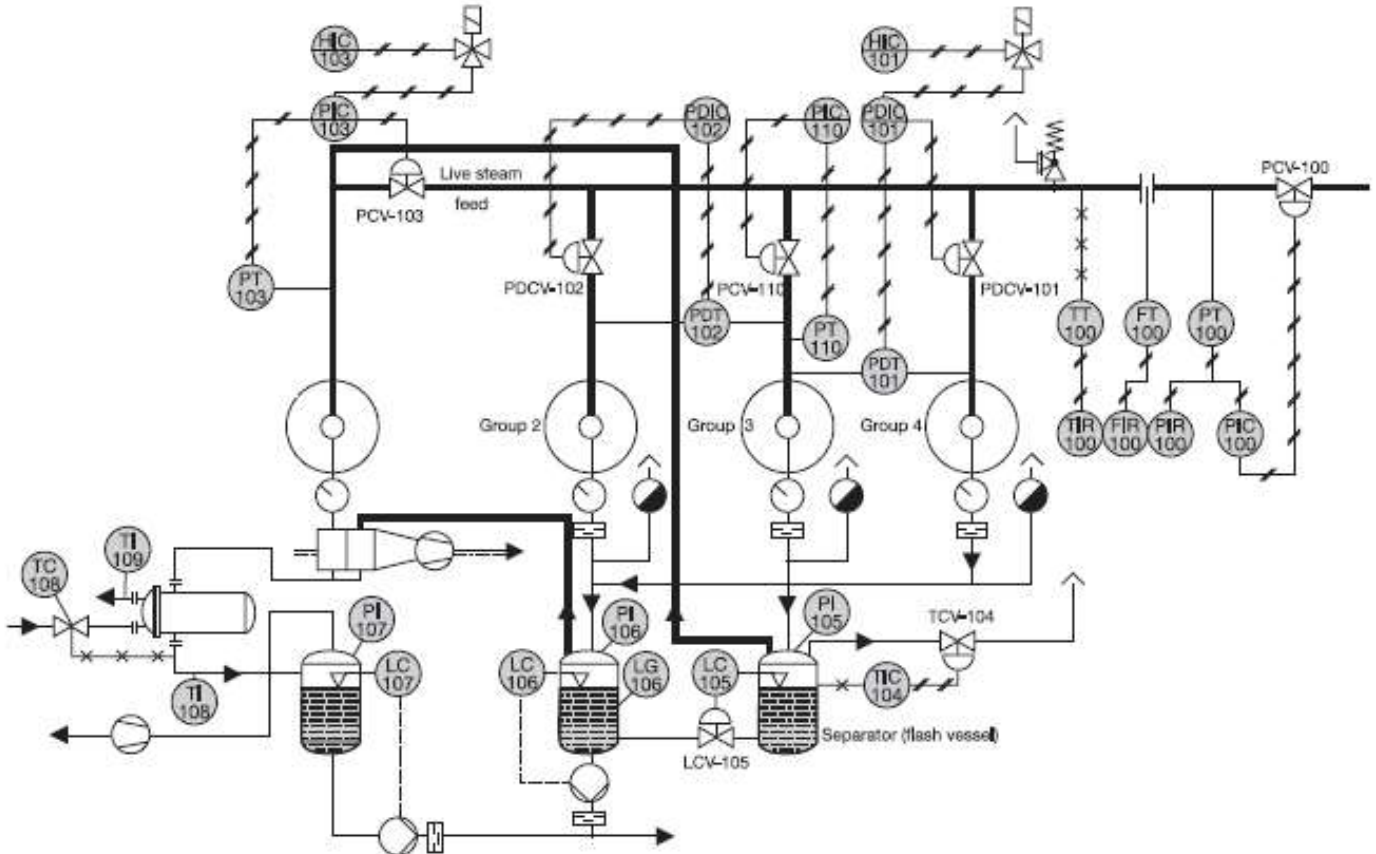 HIC
103
HIC
101
PIC
103
PDIC
102
PIC
110
PDIC
101
PCV-100
Live steam
feed
PCV-103
PT
103
PDCV-102
PCV-110
PDCV-101
PDT
102
PT
110
PDT
101
TT
100
FT
100
PT
100
TIR
100
FIR
100
PIR
100
PIC
100
Group 2
Group 3
Group 4
TI
109
TC
108
PI
107
PI
106
PI
105
TCV-104
LC
107
LC
106
LG
106
LC
105
TIC
104
TI
108
LCV-105
Separator (flash vessel)